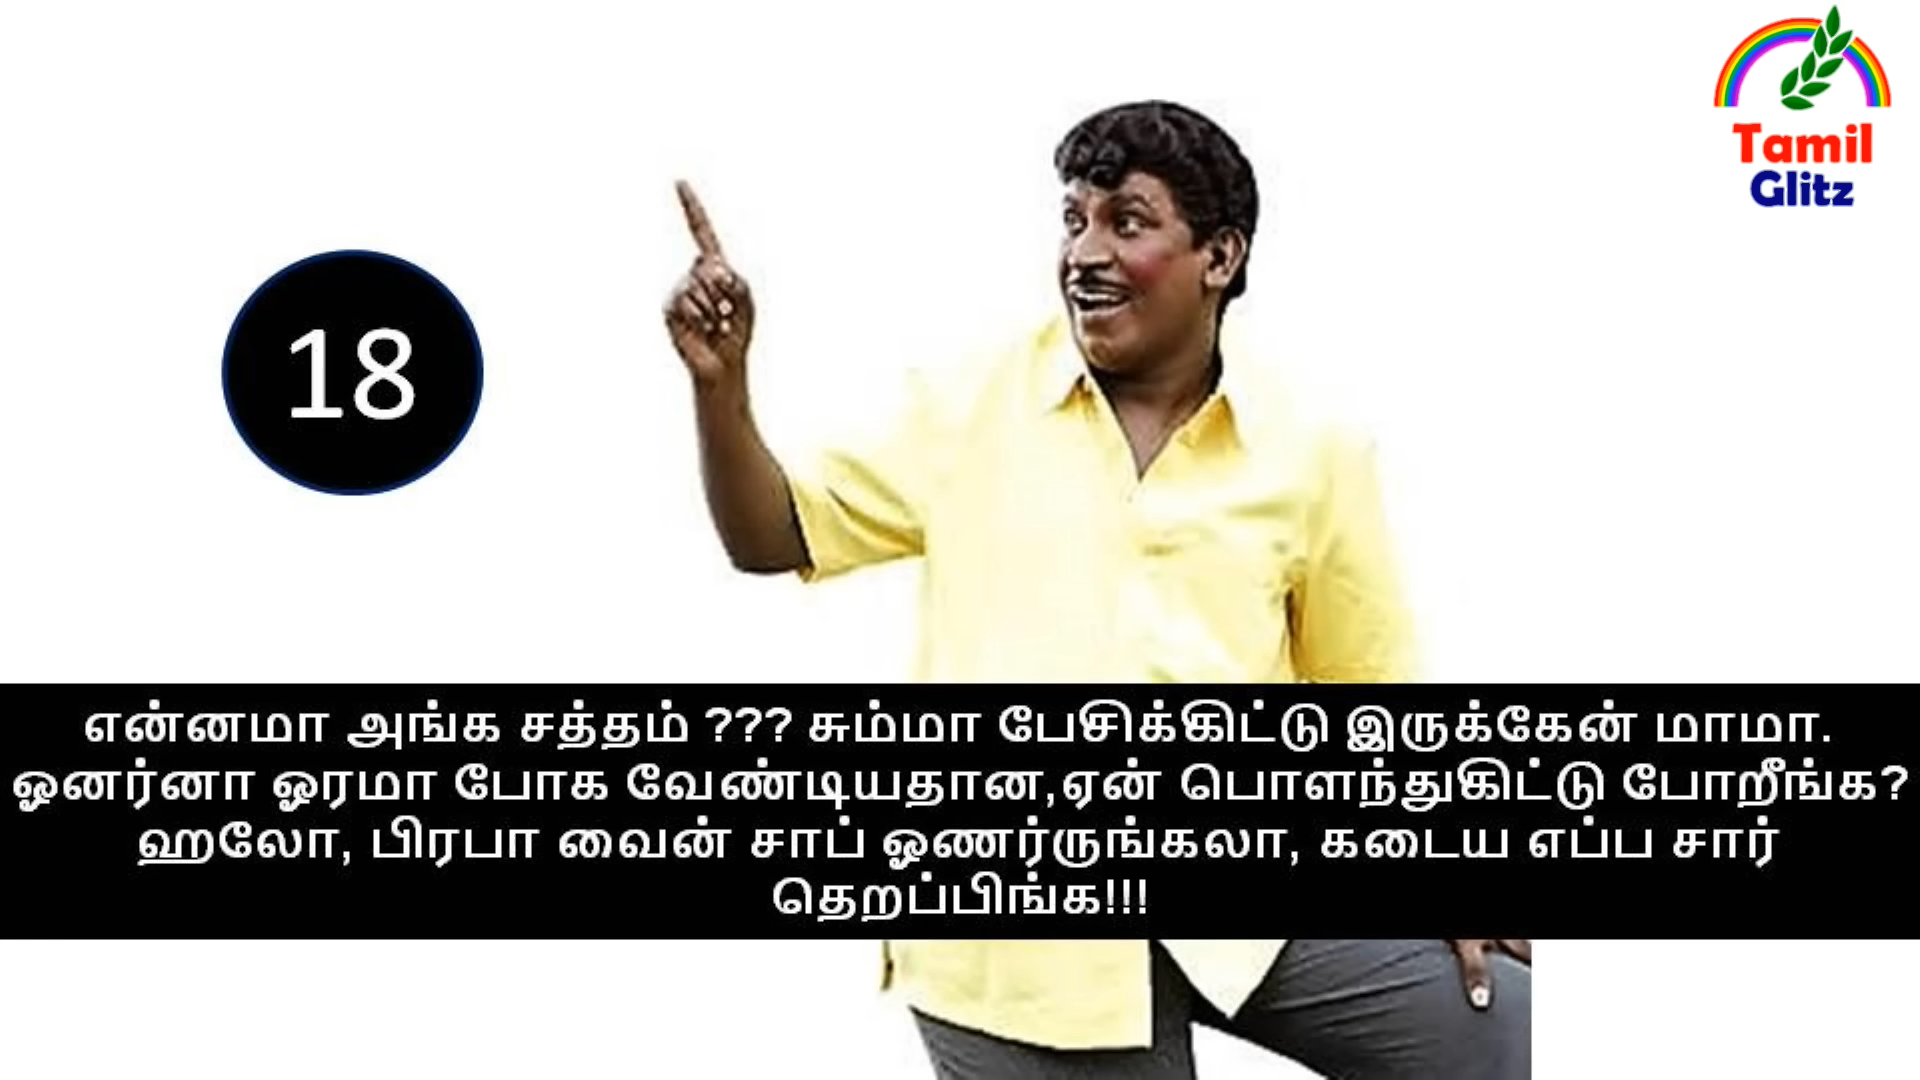 Tamil
Glitz
18
என்னமா அங்க சத்தம் ??? சும்மா பேசிக்கிட்டு இருக்கேன் மாமா.
ஓனர்னா ஓரமா போக வேண்டியதான,ஏன் பொளந்துகிட்டு போறீங்க?
ஹலோ, பிரபா வைன் சாப் ஓணர்ருங்கலா, கடைய எப்ப சார்
தெறப்பிங்க!!!